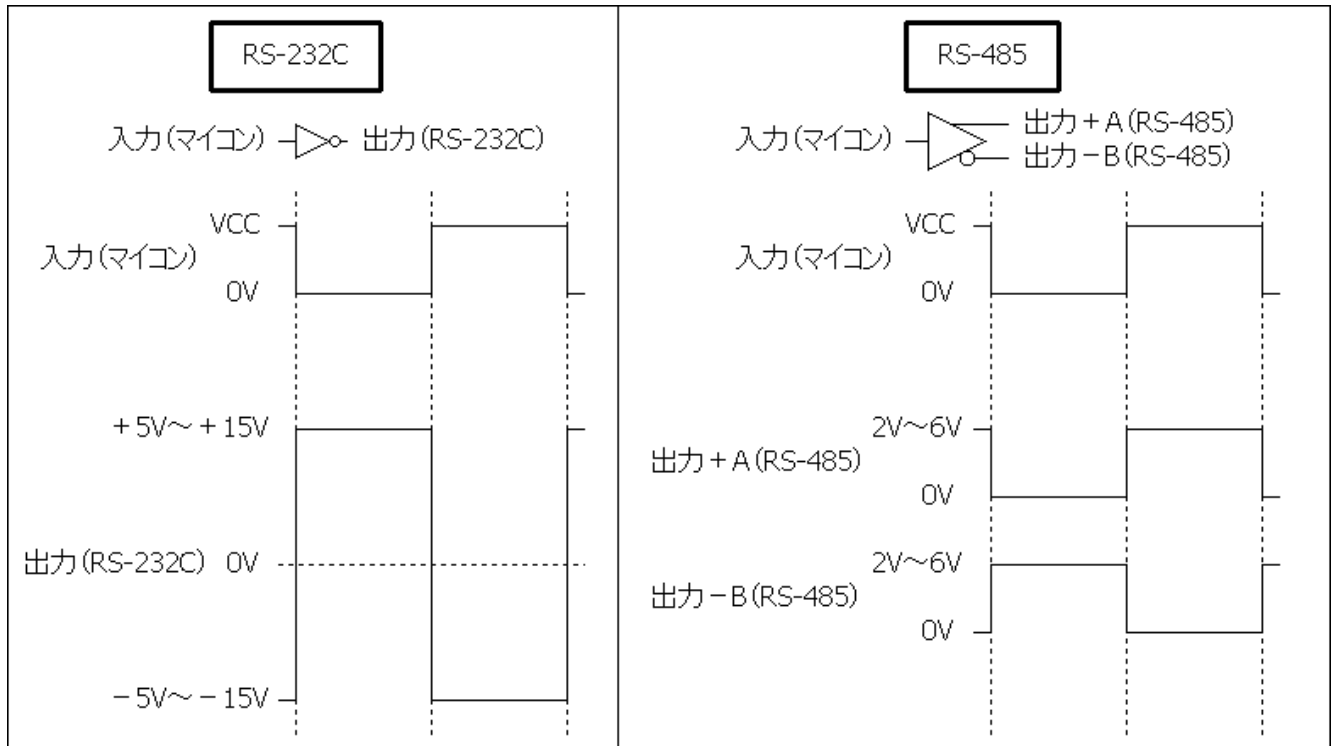 RS-232C
入力(マイコン) 出力(RS-232C)
VCC
入力(マイコン)
0V
+5V～+15V
出力(RS-232C) 0V
-5V～-15V
RS-485
入力(マイコン)
出力+A(RS-485)
出力-B(RS-485)
VCC
入力(マイコン)
0V
2V～6V
出力+A(RS-485)
0V
2V～6V
出力-B(RS-485)
0V